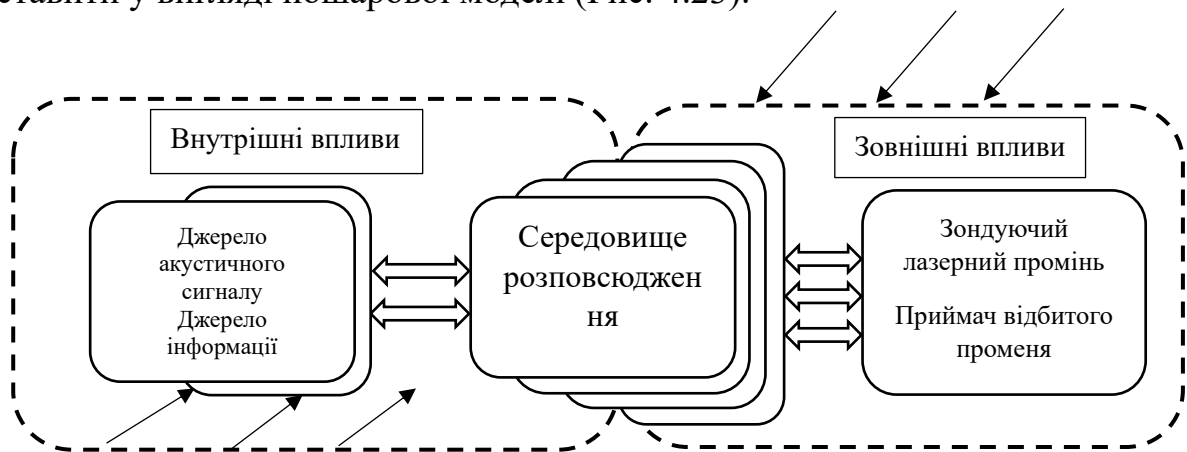 ставити у вигляді пошарової моделі (Рис. 4.23).
Внутрішні впливи
Зовнішні впливи
Джерело
акустичного
сигналу
Джерело
інформації
Середовище
розповсюджен
ня
Зондуючий
лазерний промінь
Приймач відбитого
променя